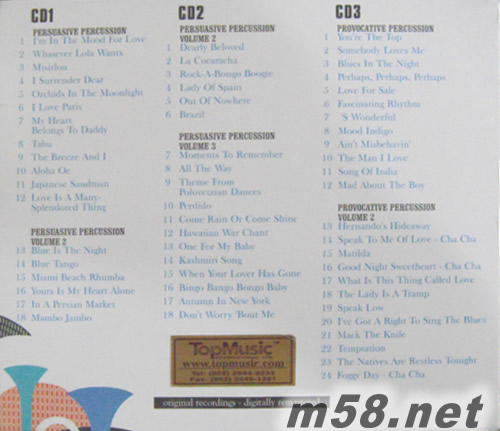 CD1
PERSUASIVE PERCUSSION
1 I'm In The Mood For Love
2 Whatever Lola Wants
3 Misirlou
4 I Surrender Dear
5 Orchids In The Moonlight
6 I Love Paris
7 My Heart
Belongs To Daddy
8 Tabu
9 The Breeze And I
10 Aloha Oe
11 Japanese Sandman
12 Love Is A Many-
Splendored Thing
PERSUASIVE PERCUSSION
VOLUME 2
13 Blue Is The Night
14 Blue Tango
15 Miami Beach Rhumba
16 Yours Is My Heart Alone
17 In A Persian Market
18 Mambo Jambo
CD2
PERSUASIVE PERCUSSION
VOLUME 2
1 Dearly Beloved
2 La Cocaracha
3 Rock-A-Bongo Boogie
4 Lady Of Spain
5 Out Of Nowhere
6 Brazil
PERSUASIVE PERCUSSION
VOLUME 3
7 Moments To Remember
8 All The Way
9 Theme From
Polovetzian Dances
10 Perdido
11 Come Rain Or Come Shine
12 Hawaiian War Chant
13 One For My Baby
14 Kashmiri Song
15 When Your Lover Has Gone
16 Bingo Bango Bongo Baby
17 Autumn In New York
18 Don't Worry 'Bout Me
CD3
PROVOCATIVE PERCUSSION
1 You're The Top
2 Somebody Loves Me
3 Blues In The Night
4 Perhaps, Perhaps, Perhaps
5 Love For Sale
6 Fascinating Rhythm
7 'S Wonderful
8 Mood Indigo
9 Ain't Misbehavin'
10 The Man I Love
11 Song Of India
12 Mad About The Boy
PROVOCATIVE PERCUSSION
VOLUME 2
13 Hernando's Hideaway
14 Speak To Me Of Love - Cha Cha
15 Matilda
16 Good Night Sweetheart - Cha Cha
17 What Is This Thing Called Love
18 The Lady Is A Tramp
19 Speak Low
20 I've Got A Right To Sing The Blues
21 Mack The Knife
22 Temptation
23 The Natives Are Restless Tonight
24 Foggy Day - Cha Cha
TopMusic
www.topmusic.com
original recordings - digitally
m58.net